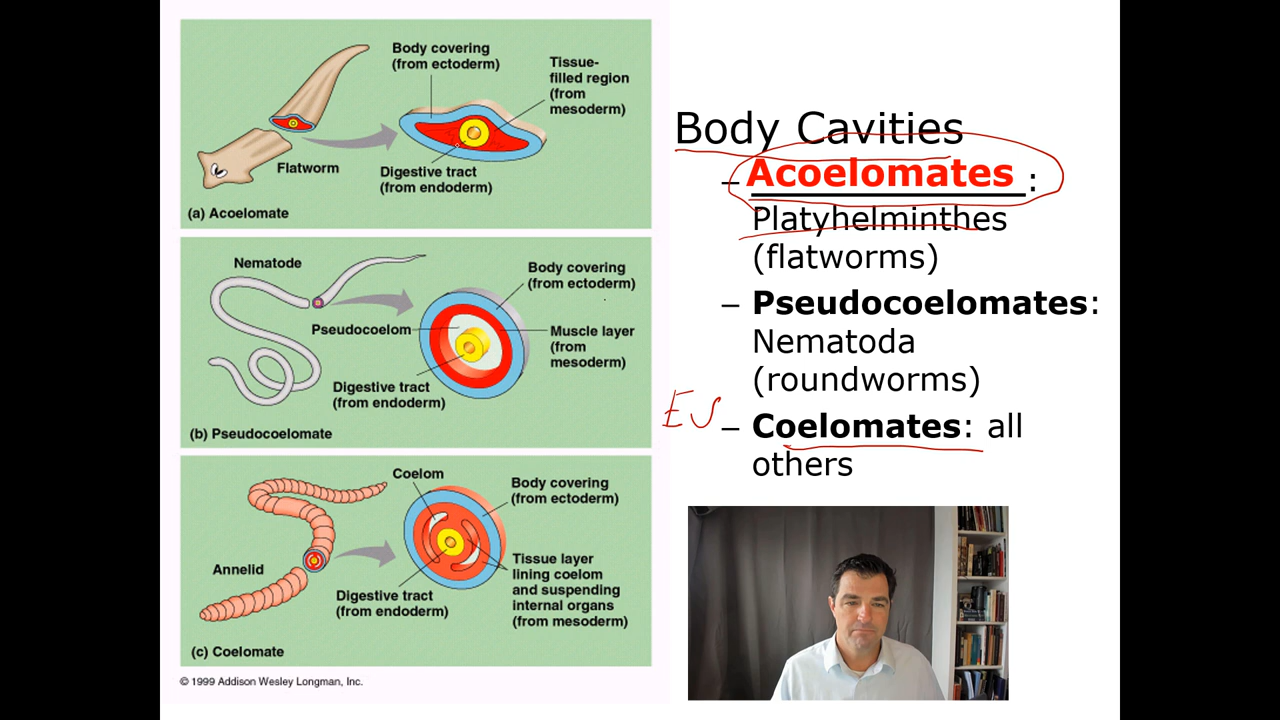 Body covering
(from ectoderm)
Tissue-
filled region
(from
mesoderm)
Flatworm
Digestive tract
(from endoderm)
(a) Acoelomate
Nematode
Body covering
(from ectoderm)
Pseudocoelom
Muscle layer
(from
mesoderm)
Digestive tract
(from endoderm)
(b) Pseudocoelomate
Coelom
Body covering
(from ectoderm)
Annelid
Digestive tract
(from endoderm)
Tissue layer
lining coelom
and suspending
internal organs
(from mesoderm)
(c) Coelomate
© 1999 Addison Wesley Longman, Inc.
Body Cavities
– Acoelomates :
Platyhelminthes
(flatworms)
– Pseudocoelomates:
Nematoda
(roundworms)
– Coelomates: all
others